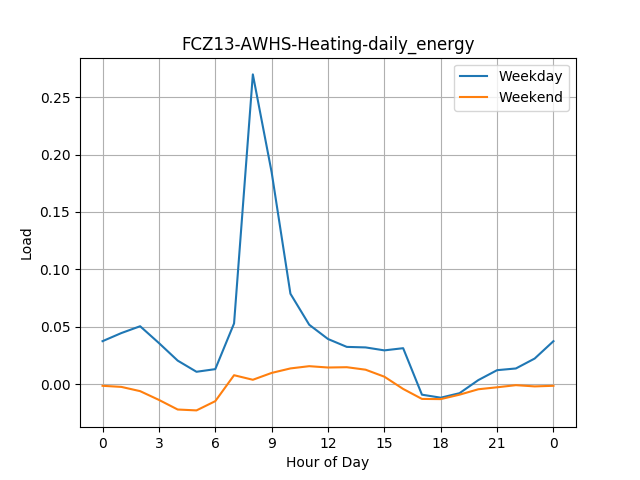 FCZ13-AWHS-Heating-daily_energy
Weekday
Weekend
Load
0.25
0.20
0.15
0.10
0.05
0.00
0 3 6 9 12 15 18 21 0
Hour of Day